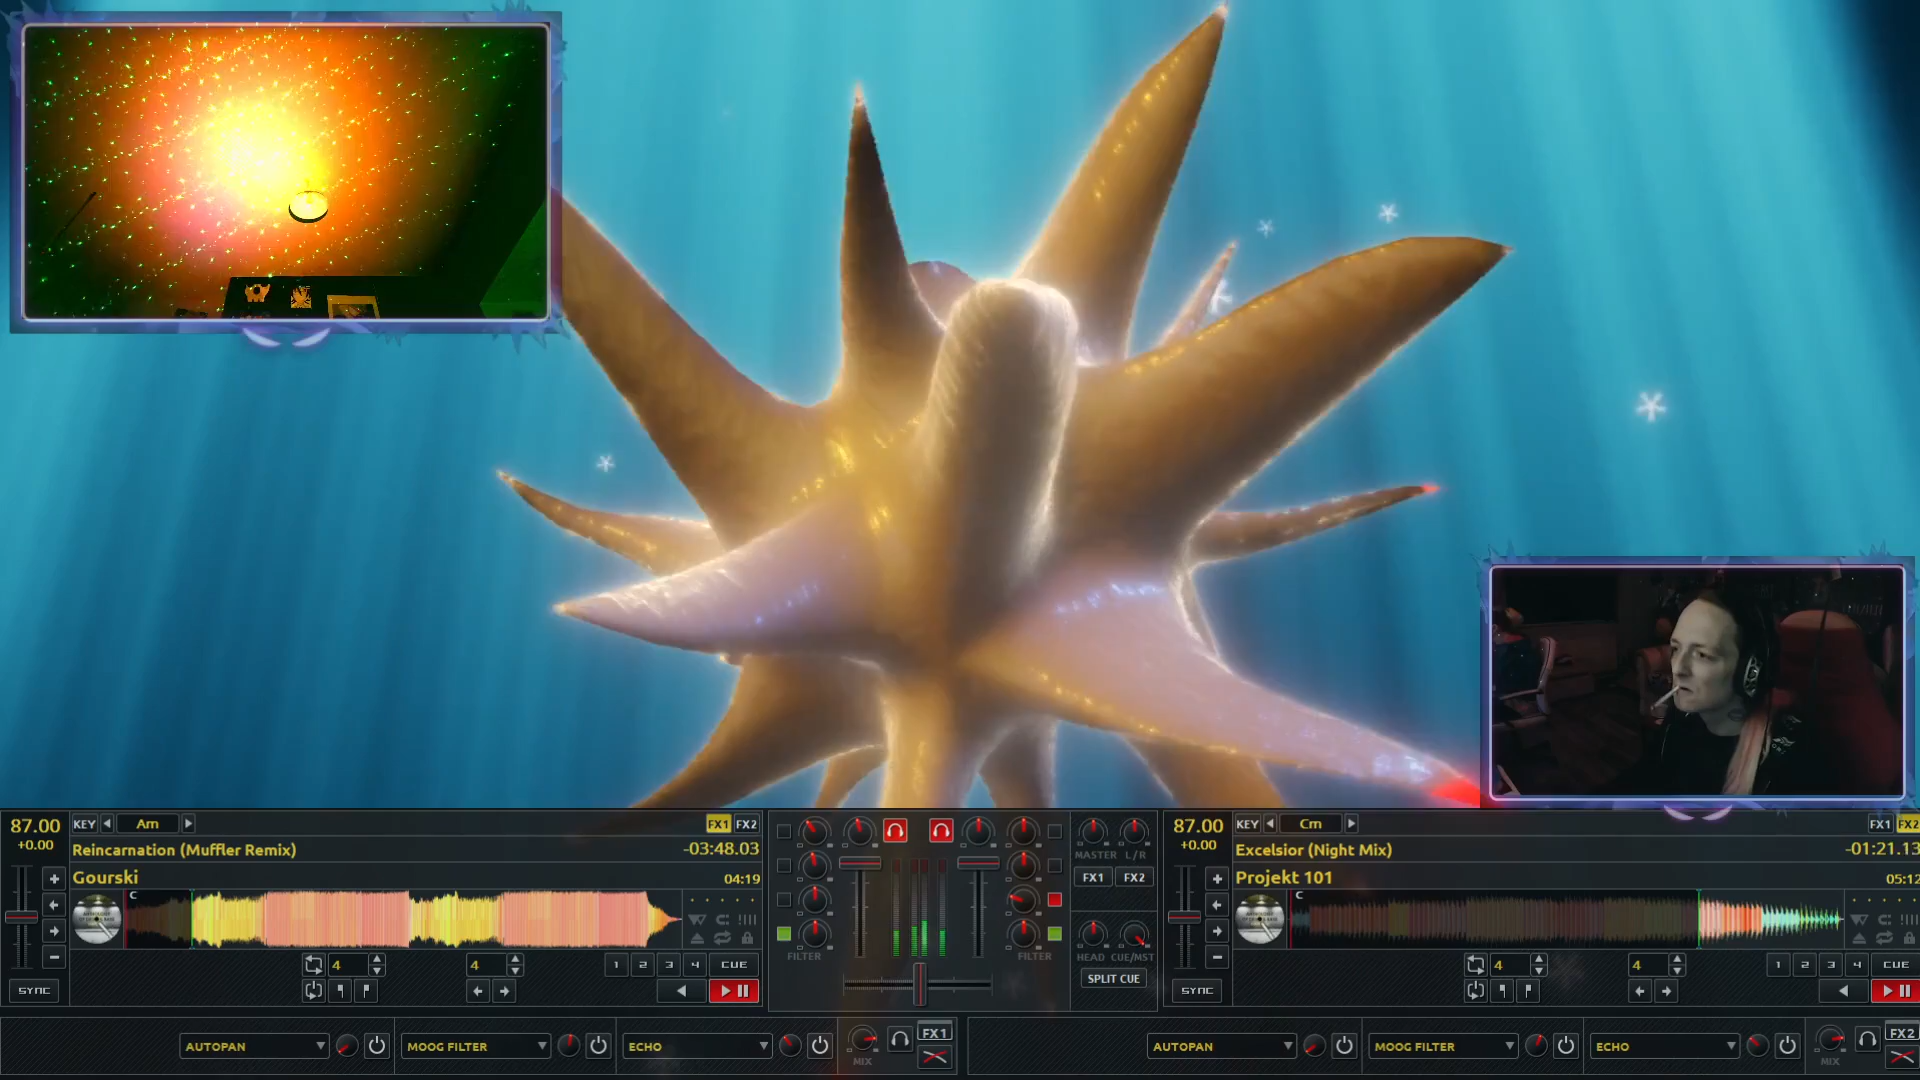 87.00
+0.00
KEY
Am
FX1 FX2
Reincarnation (Muffler Remix)
-03:48.03
Gourski
04:19
C
4
4
1 2 3 4 CUE
SYNC
FILTER
FILTER
MASTER L/R
FX1 FX2
HEAD CUE/MST
SPLIT CUE
87.00
+0.00
KEY
Cm
FX1 FX2
Excelsior (Night Mix)
-01:21.13
Projekt 101
05:12
C
4
4
1 2 3 4 CUE
SYNC
AUTOPAN
MOOG FILTER
ECHO
MIX
FX1
AUTOPAN
MOOG FILTER
ECHO
MIX
FX2